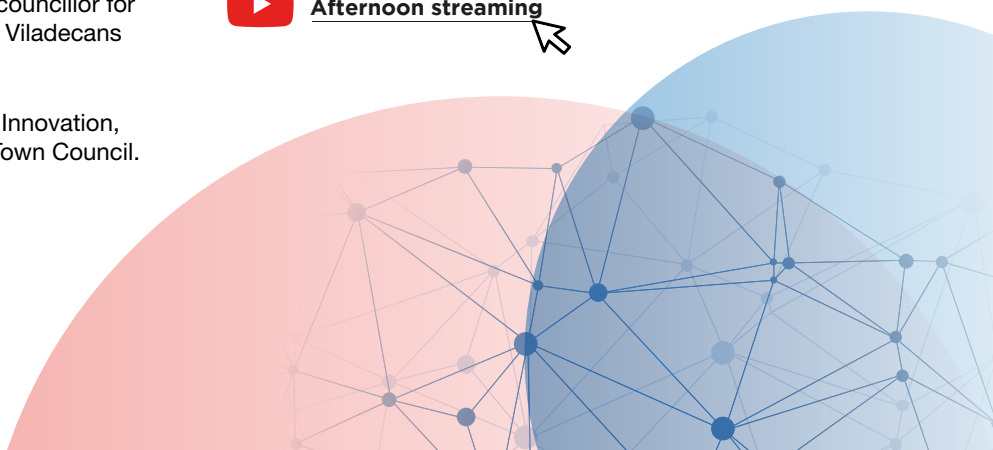 councillor for
Viladecans
Afternoon streaming
Innovation,
Town Council.